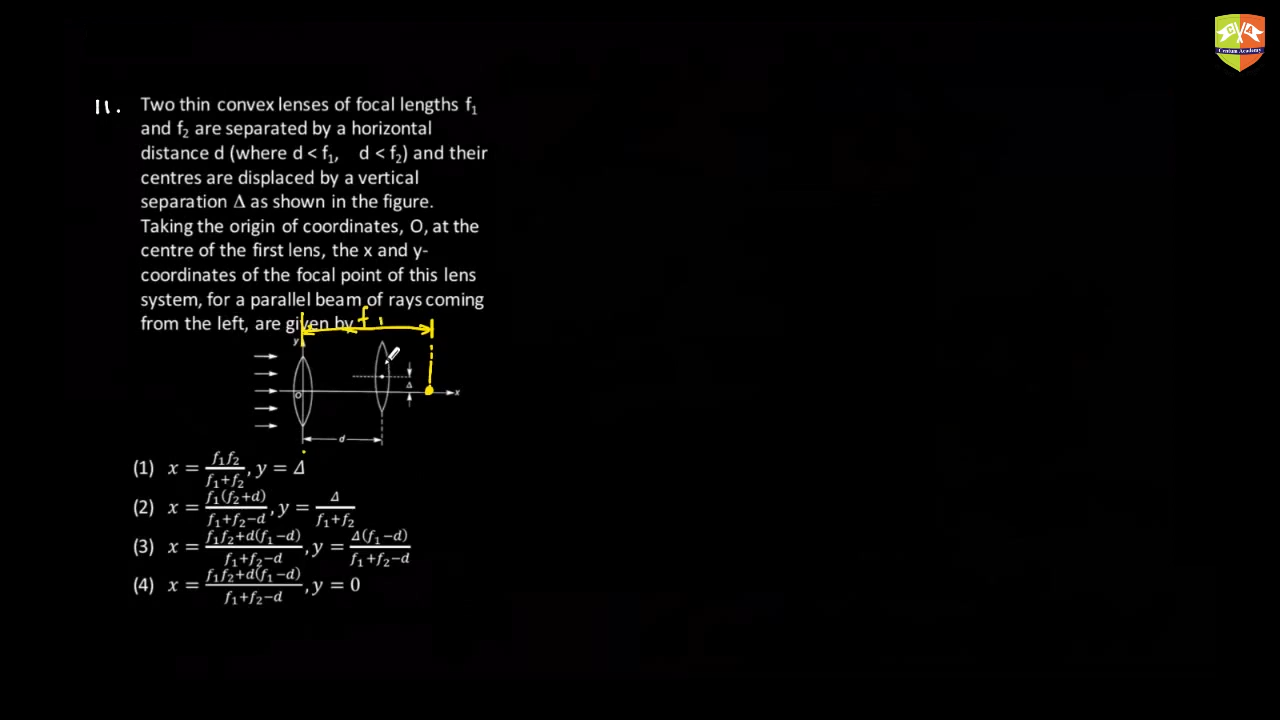 11. Two thin convex lenses of focal lengths f₁
and f₂ are separated by a horizontal
distance d (where d < f₁, d < f₂) and their
centres are displaced by a vertical
separation Δ as shown in the figure.
Taking the origin of coordinates, O, at the
centre of the first lens, the x and y-
coordinates of the focal point of this lens
system, for a parallel beam of rays coming
from the left, are given by
f₁
y
O
Δ
x
d
(1) x = f₁f₂/(f₁+f₂), y = Δ
(2) x = f₁(f₂+d)/(f₁+f₂−d), y = Δ/(f₁+f₂)
(3) x = (f₁f₂+d(f₁−d))/(f₁+f₂−d), y = Δ(f₁−d)/(f₁+f₂−d)
(4) x = (f₁f₂+d(f₁−d))/(f₁+f₂−d), y = 0
Centum Academy